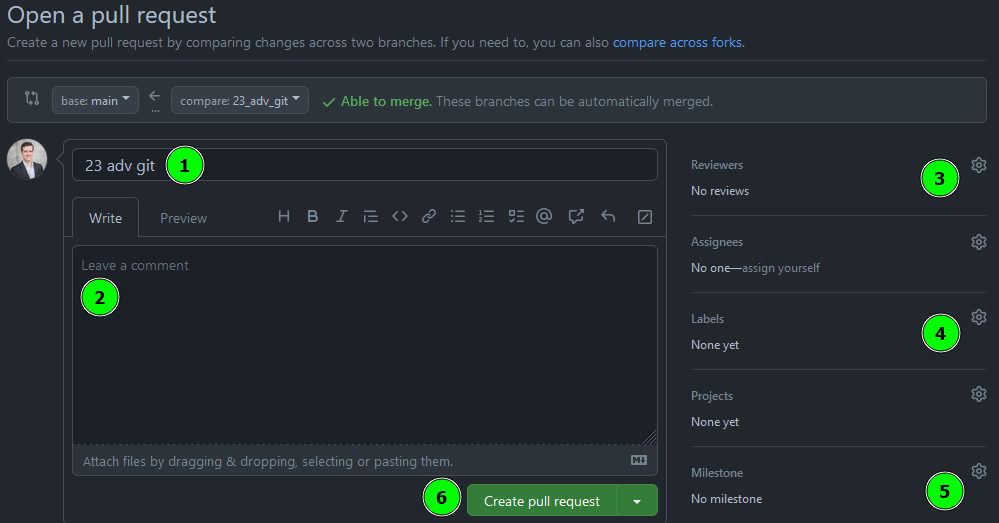 Open a pull request
Create a new pull request by comparing changes across two branches. If you need to, you can also compare across forks.
base: main
...
compare: 23_adv_git
Able to merge. These branches can be automatically merged.
23 adv git
1
Write
Preview
H B I
Leave a comment
2
Attach files by dragging & dropping, selecting or pasting them.
6
Create pull request
Reviewers
3
No reviews
Assignees
No one—assign yourself
Labels
4
None yet
Projects
None yet
Milestone
5
No milestone